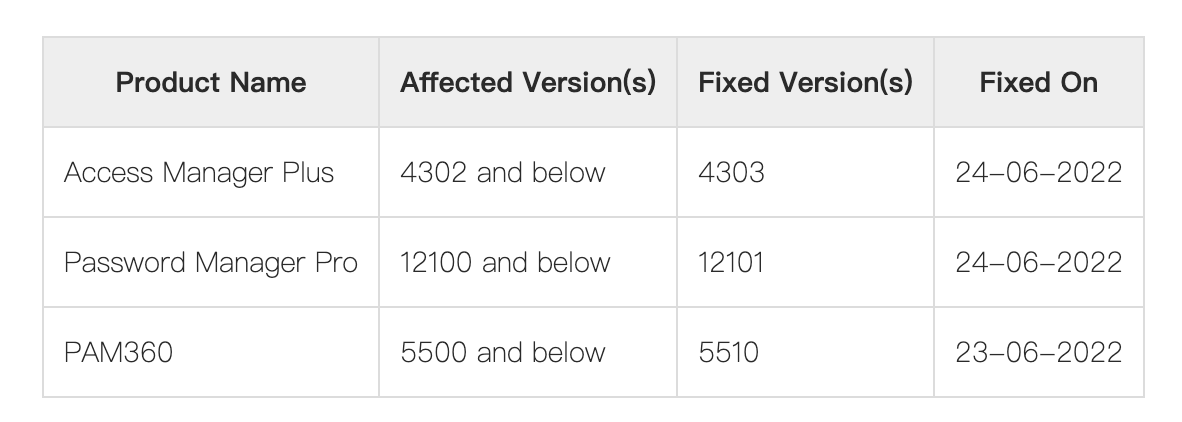 Product Name Affected Version(s) Fixed Version(s) Fixed On
Access Manager Plus 4302 and below 4303 24-06-2022
Password Manager Pro 12100 and below 12101 24-06-2022
PAM360 5500 and below 5510 23-06-2022